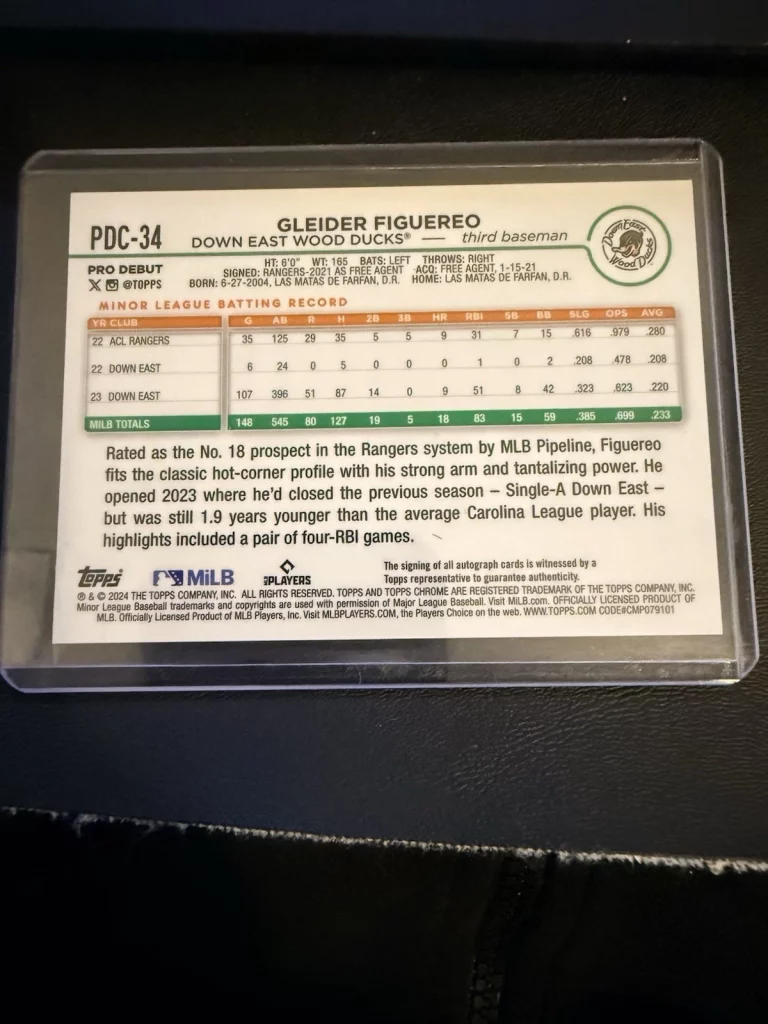 PDC-34
GLEIDER FIGUEREO
DOWN EAST WOOD DUCKS® — third baseman
Down East Wood Ducks
PRO DEBUT
X @TOPPS
HT: 6'0" WT: 165 BATS: LEFT THROWS: RIGHT
SIGNED: RANGERS-2021 AS FREE AGENT ACQ: FREE AGENT, 1-15-21
BORN: 6-27-2004, LAS MATAS DE FARFAN, D.R. HOME: LAS MATAS DE FARFAN, D.R.
MINOR LEAGUE BATTING RECORD
YR CLUB G AB R H 2B 3B HR RBI SB BB SLG OPS AVG
22 ACL RANGERS 35 125 29 35 5 5 9 31 7 15 .616 .979 .280
22 DOWN EAST 6 24 0 5 0 0 0 1 0 2 .208 .478 .208
23 DOWN EAST 107 396 51 87 14 0 9 51 8 42 .323 .623 .220
MILB TOTALS 148 545 80 127 19 5 18 83 15 59 .385 .699 .233
Rated as the No. 18 prospect in the Rangers system by MLB Pipeline, Figuereo
fits the classic hot-corner profile with his strong arm and tantalizing power. He
opened 2023 where he'd closed the previous season – Single-A Down East –
but was still 1.9 years younger than the average Carolina League player. His
highlights included a pair of four-RBI games.
Topps MiLB MLB PLAYERS
The signing of all autograph cards is witnessed by a
Topps representative to guarantee authenticity.
® & © 2024 THE TOPPS COMPANY, INC. ALL RIGHTS RESERVED. TOPPS AND TOPPS CHROME ARE REGISTERED TRADEMARK OF THE TOPPS COMPANY, INC.
Minor League Baseball trademarks and copyrights are used with permission of Major League Baseball. Visit MiLB.com. OFFICIALLY LICENSED PRODUCT OF
MLB. Officially Licensed Product of MLB Players, Inc. Visit MLBPLAYERS.COM, the Players Choice on the web. WWW.TOPPS.COM CODE#CMP079101